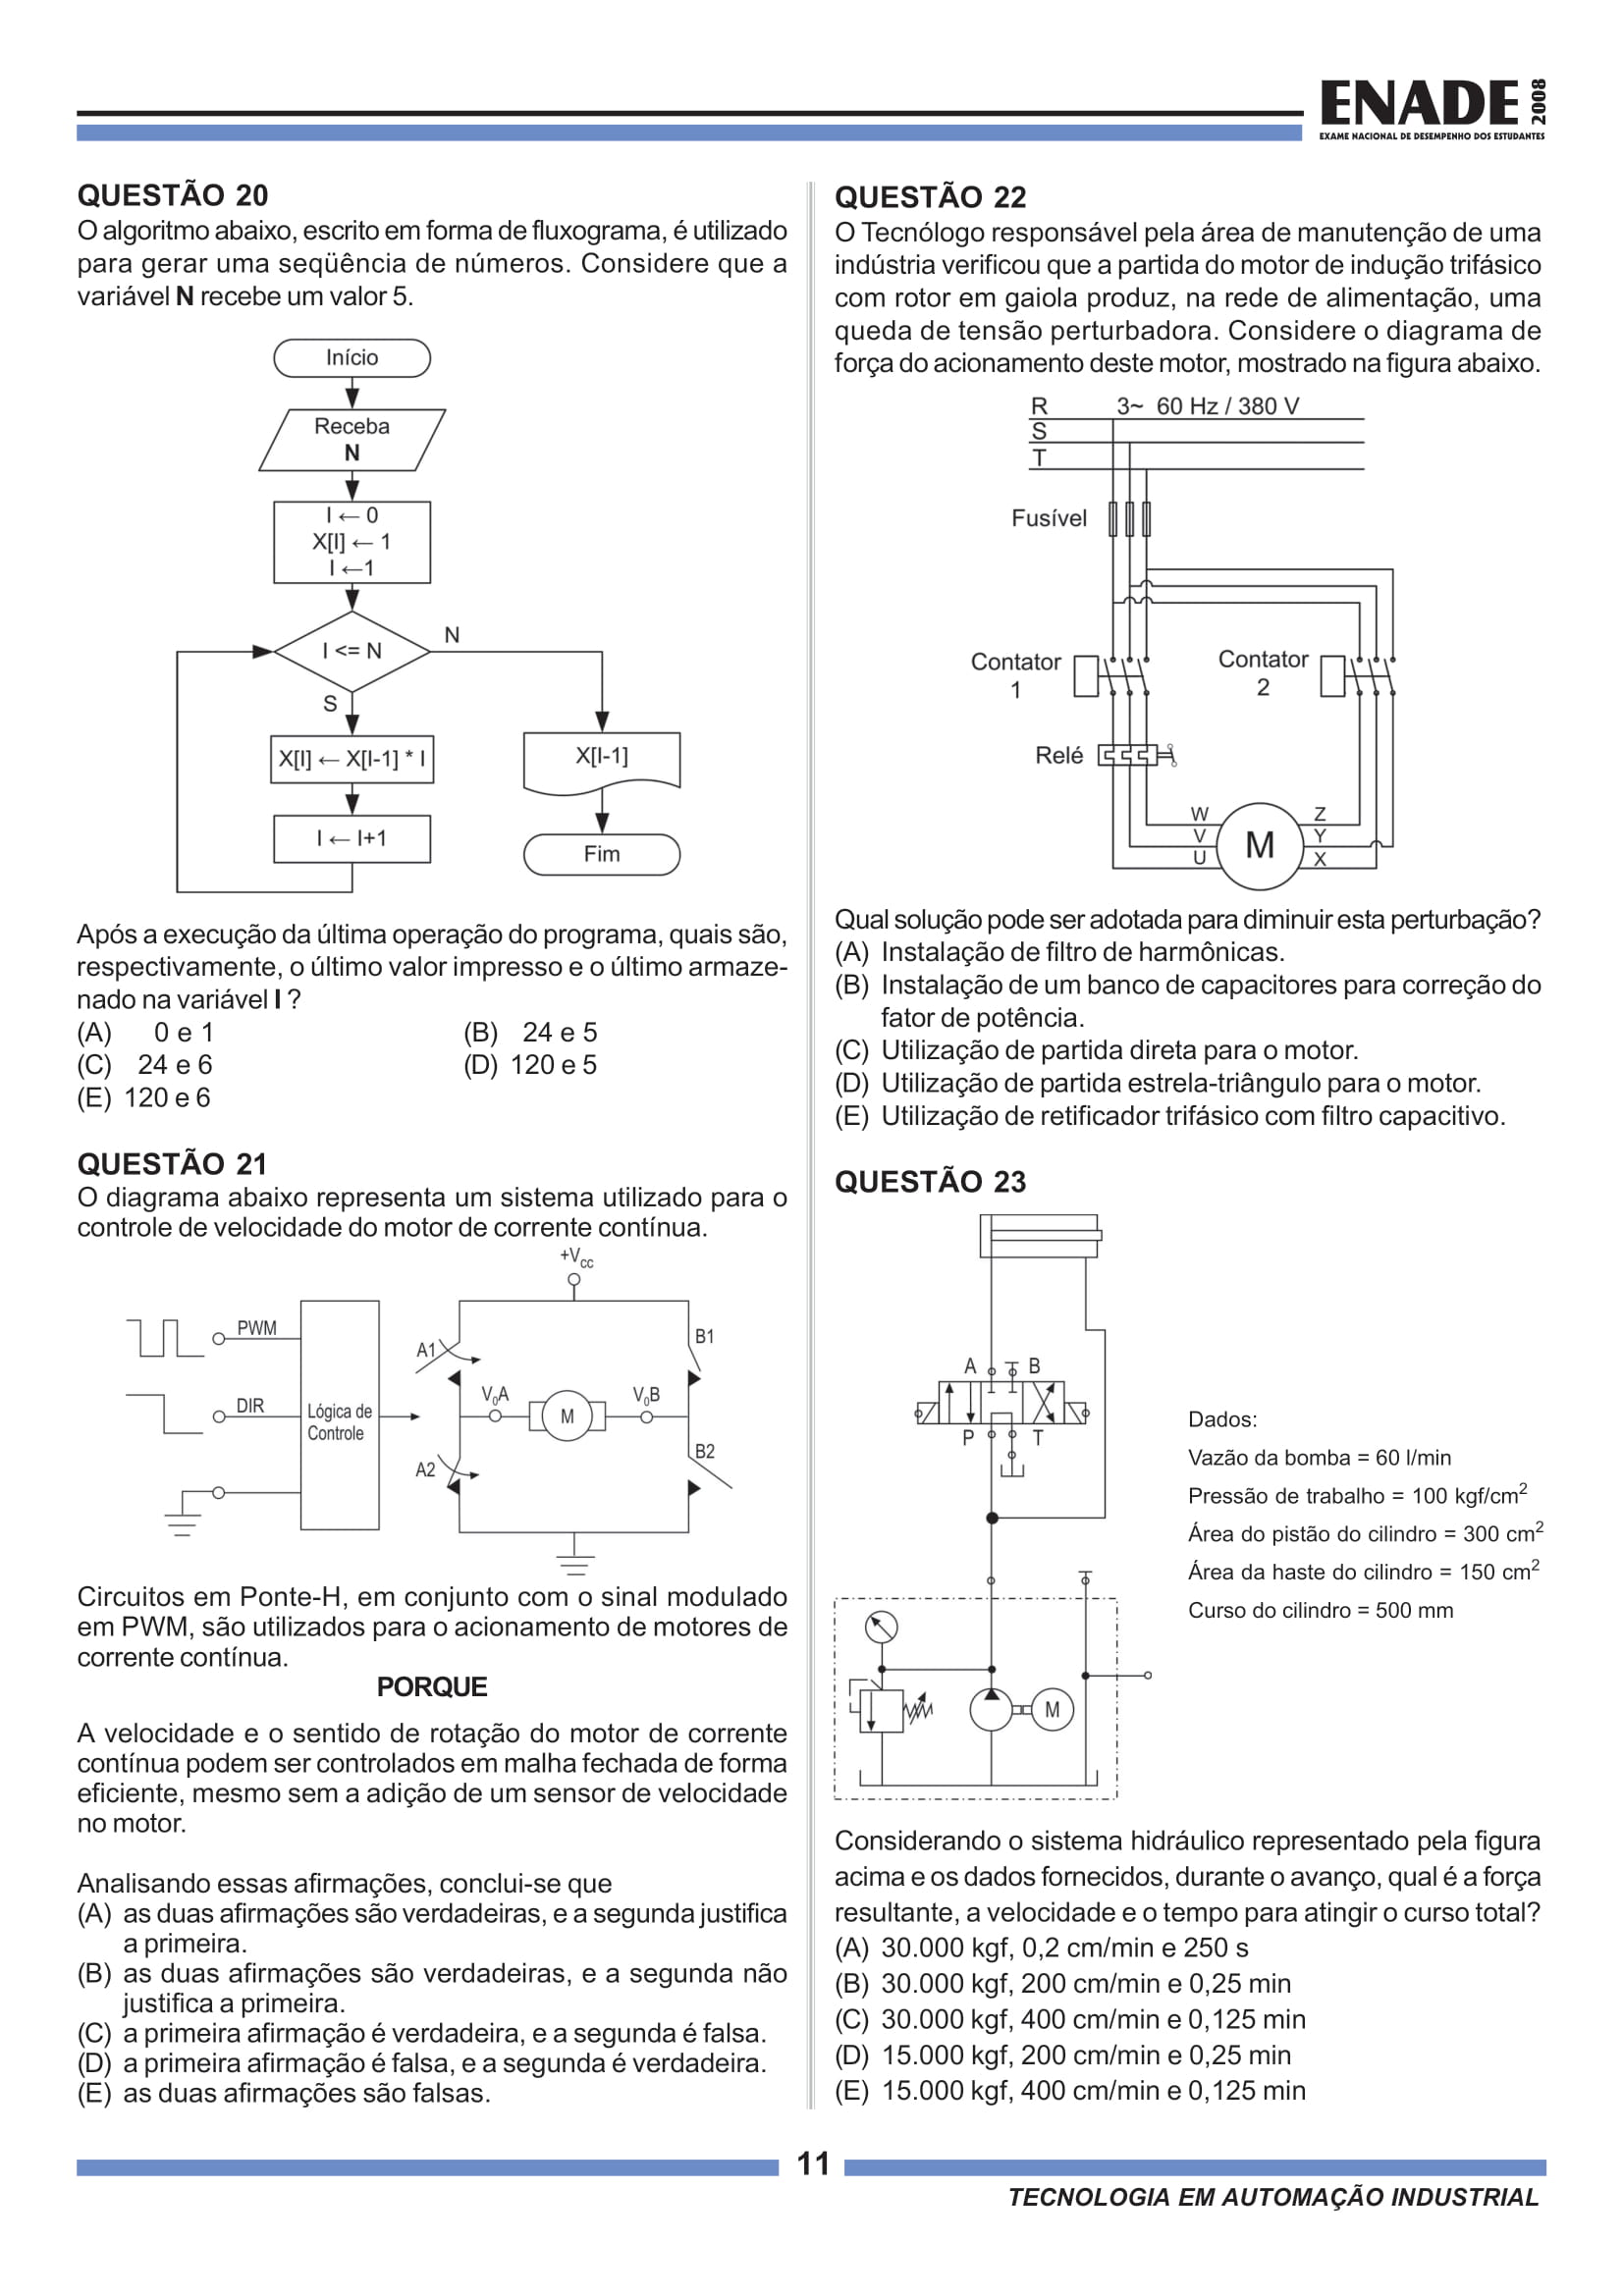 ENADE 2008
EXAME NACIONAL DE DESEMPENHO DOS ESTUDANTES
QUESTÃO 20
O algoritmo abaixo, escrito em forma de fluxograma, é utilizado
para gerar uma seqüência de números. Considere que a
variável N recebe um valor 5.
Início
Receba
N
I ← 0
X[I] ← 1
I ←1
I <= N
N
S
X[I] ← X[I-1] * I
X[I-1]
I ← I+1
Fim
Após a execução da última operação do programa, quais são,
respectivamente, o último valor impresso e o último armaze-
nado na variável I ?
(A) 0 e 1
(B) 24 e 5
(C) 24 e 6
(D) 120 e 5
(E) 120 e 6
QUESTÃO 21
O diagrama abaixo representa um sistema utilizado para o
controle de velocidade do motor de corrente contínua.
+Vcc
PWM
DIR
Lógica de
Controle
A1
B1
V0A
M
V0B
A2
B2
Circuitos em Ponte-H, em conjunto com o sinal modulado
em PWM, são utilizados para o acionamento de motores de
corrente contínua.
PORQUE
A velocidade e o sentido de rotação do motor de corrente
contínua podem ser controlados em malha fechada de forma
eficiente, mesmo sem a adição de um sensor de velocidade
no motor.
Analisando essas afirmações, conclui-se que
(A) as duas afirmações são verdadeiras, e a segunda justifica
a primeira.
(B) as duas afirmações são verdadeiras, e a segunda não
justifica a primeira.
(C) a primeira afirmação é verdadeira, e a segunda é falsa.
(D) a primeira afirmação é falsa, e a segunda é verdadeira.
(E) as duas afirmações são falsas.
QUESTÃO 22
O Tecnólogo responsável pela área de manutenção de uma
indústria verificou que a partida do motor de indução trifásico
com rotor em gaiola produz, na rede de alimentação, uma
queda de tensão perturbadora. Considere o diagrama de
força do acionamento deste motor, mostrado na figura abaixo.
R 3~ 60 Hz / 380 V
S
T
Fusível
Contator
1
Contator
2
Relé
W
V
U
M
Z
Y
X
Qual solução pode ser adotada para diminuir esta perturbação?
(A) Instalação de filtro de harmônicas.
(B) Instalação de um banco de capacitores para correção do
fator de potência.
(C) Utilização de partida direta para o motor.
(D) Utilização de partida estrela-triângulo para o motor.
(E) Utilização de retificador trifásico com filtro capacitivo.
QUESTÃO 23
A B
P T
M
Dados:
Vazão da bomba = 60 l/min
Pressão de trabalho = 100 kgf/cm²
Área do pistão do cilindro = 300 cm²
Área da haste do cilindro = 150 cm²
Curso do cilindro = 500 mm
Considerando o sistema hidráulico representado pela figura
acima e os dados fornecidos, durante o avanço, qual é a força
resultante, a velocidade e o tempo para atingir o curso total?
(A) 30.000 kgf, 0,2 cm/min e 250 s
(B) 30.000 kgf, 200 cm/min e 0,25 min
(C) 30.000 kgf, 400 cm/min e 0,125 min
(D) 15.000 kgf, 200 cm/min e 0,25 min
(E) 15.000 kgf, 400 cm/min e 0,125 min
11
TECNOLOGIA EM AUTOMAÇÃO INDUSTRIAL